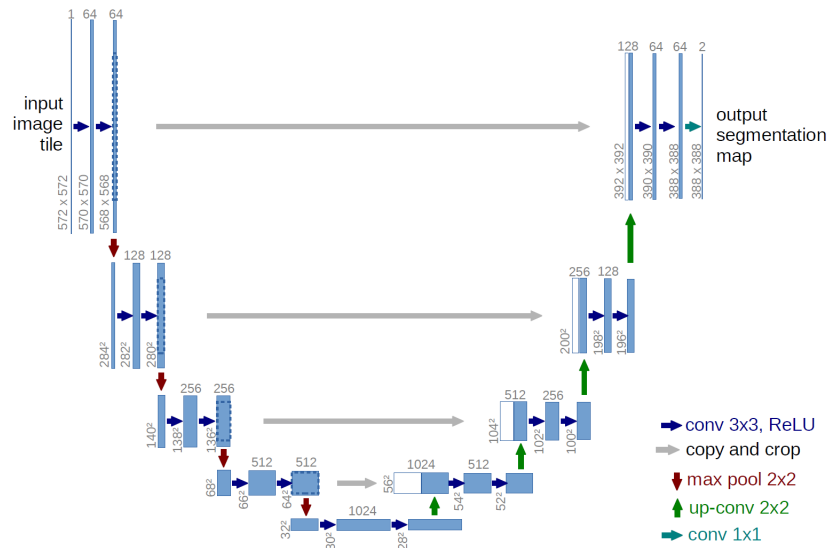 1 64 64
128 64 64 2
input
image
tile
output
segmentation
map
572 x 572
570 x 570
568 x 568
392 x 392
390 x 390
388 x 388
388 x 388
128 128
256 128
284²
282²
280²
200²
198²
196²
256 256
512 256
140²
138²
136²
104²
102²
100²
512 512
1024 512
68²
66²
64²
56²
54²
52²
1024
32²
30²
28²
conv 3x3, ReLU
copy and crop
max pool 2x2
up-conv 2x2
conv 1x1